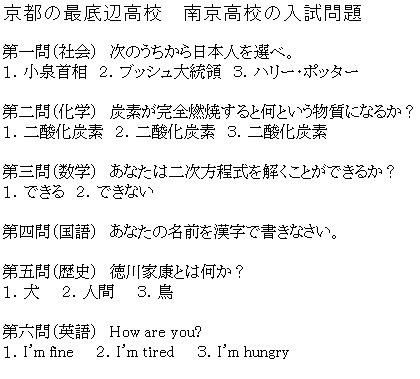 京都の最底辺高校　南京高校の入試問題
第一問(社会)　次のうちから日本人を選べ。
1. 小泉首相　2. ブッシュ大統領　3. ハリー・ポッター
第二問(化学)　炭素が完全燃焼すると何という物質になるか？
1. 二酸化炭素　2. 二酸化炭素　3. 二酸化炭素
第三問(数学)　あなたは二次方程式を解くことができるか？
1. できる　2. できない
第四問(国語)　あなたの名前を漢字で書きなさい。
第五問(歴史)　徳川家康とは何か？
1. 犬　2. 人間　3. 鳥
第六問(英語)　How are you?
1. I'm fine　2. I'm tired　3. I'm hungry